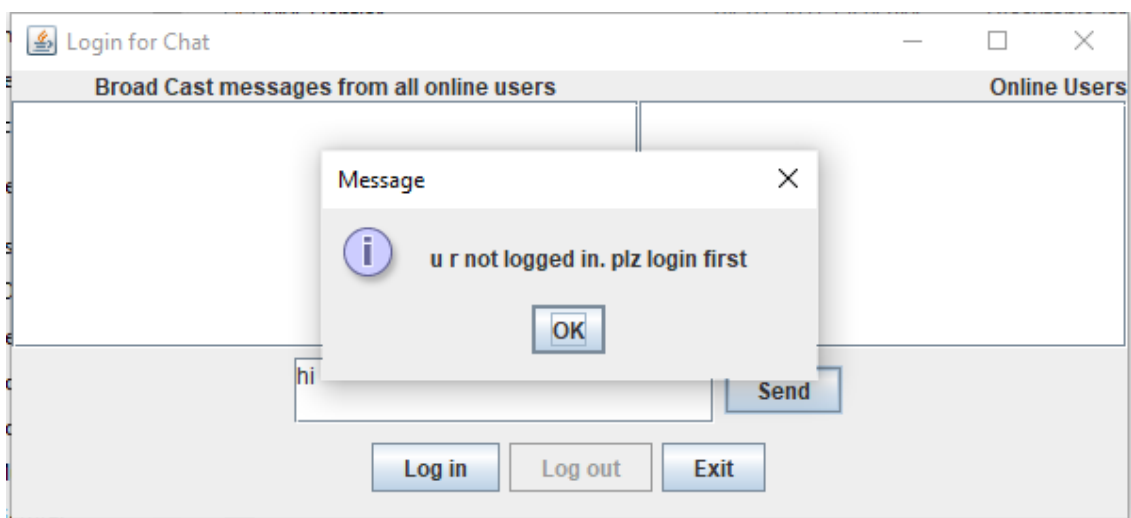 Login for Chat
Broad Cast messages from all online users
Online Users
Message
u r not logged in. plz login first
OK
hi
Send
Log in
Log out
Exit